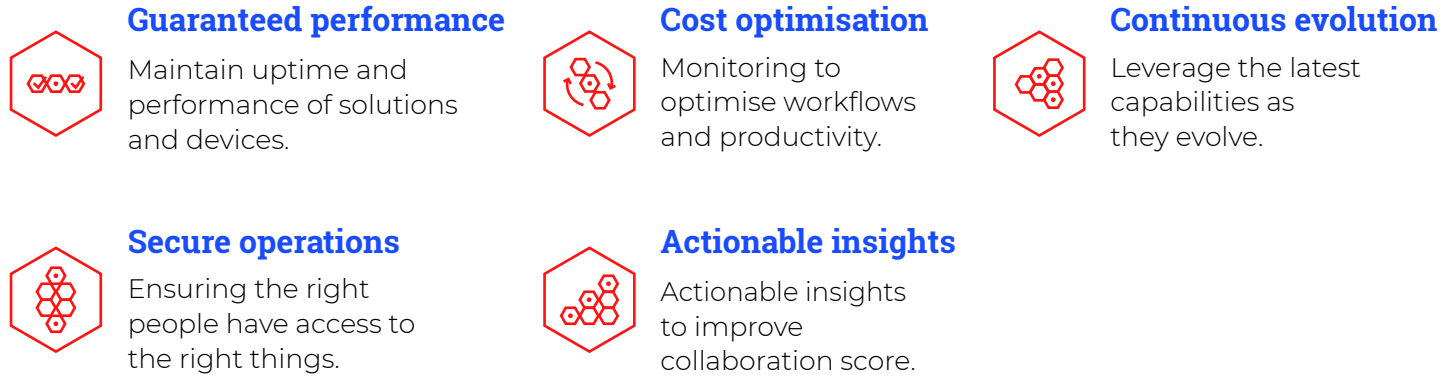 Guaranteed performance
Maintain uptime and
performance of solutions
and devices.
Cost optimisation
Monitoring to
optimise workflows
and productivity.
Continuous evolution
Leverage the latest
capabilities as
they evolve.
Secure operations
Ensuring the right
people have access to
the right things.
Actionable insights
Actionable insights
to improve
collaboration score.